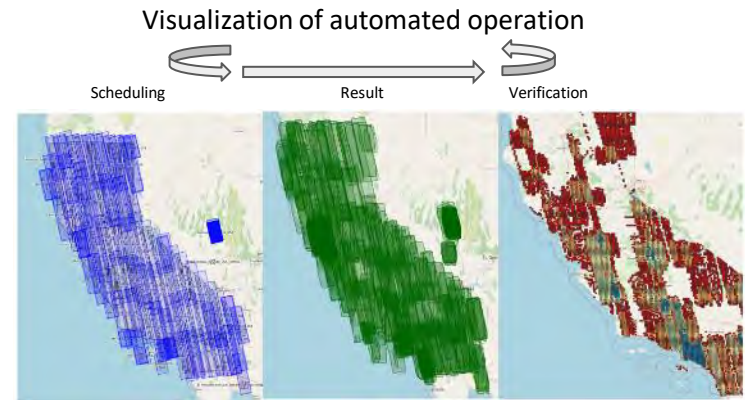 Visualization of automated operation
Scheduling
Result
Verification